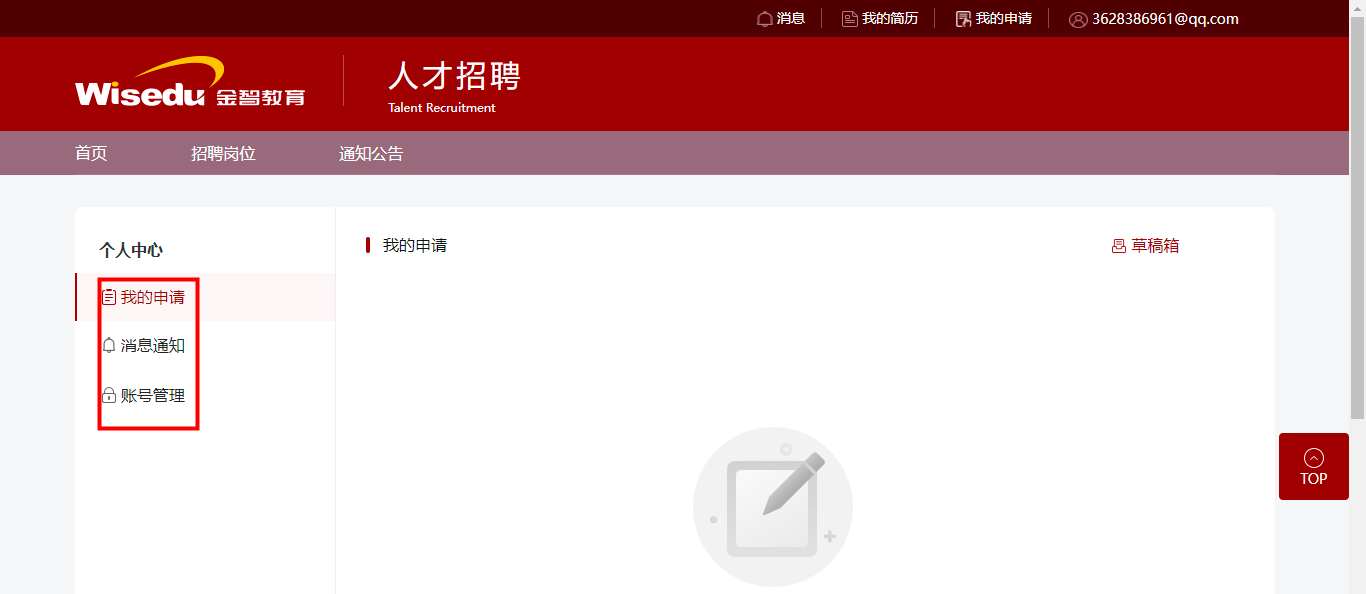 消息 我的简历 我的申请 3628386961@qq.com
Wisedu 金智教育
人才招聘
Talent Recruitment
首页 招聘岗位 通知公告
个人中心
我的申请 草稿箱
我的申请
消息通知
账号管理
TOP